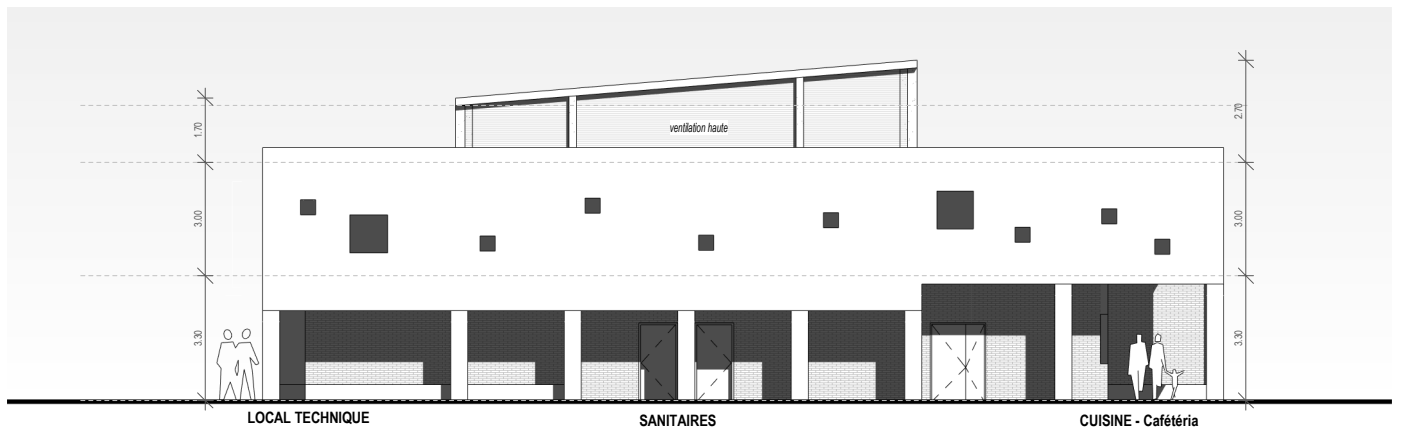 ventilation haute
1.70
3.00
3.30
2.70
3.00
3.30
LOCAL TECHNIQUE
SANITAIRES
CUISINE - Cafétéria